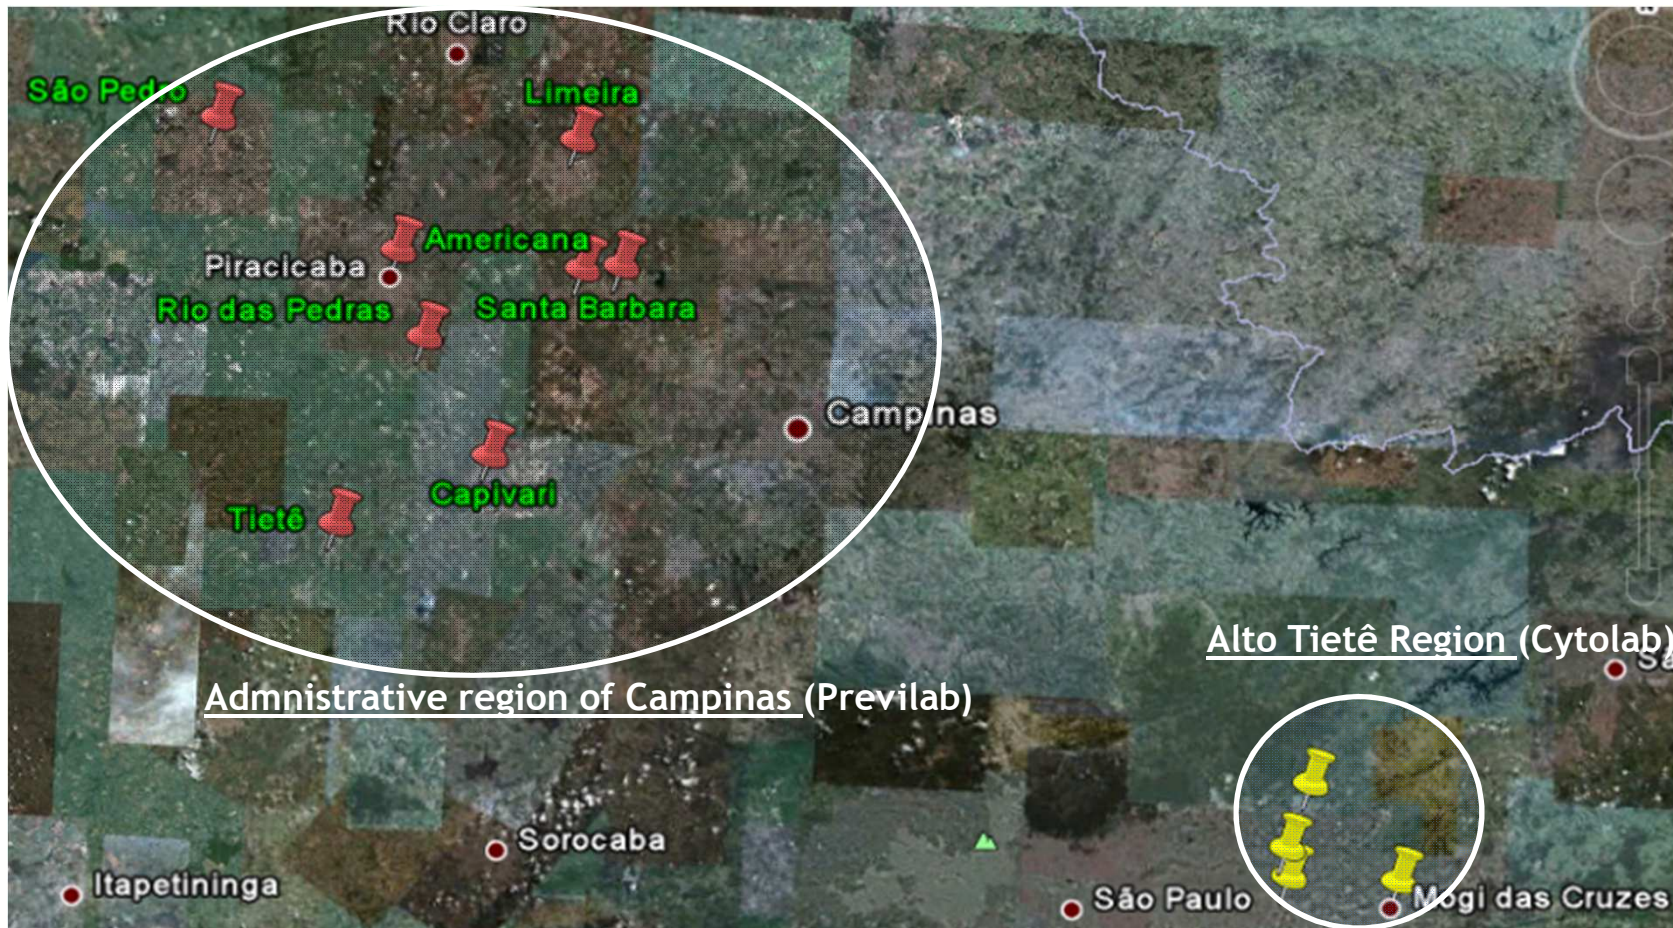 Rio Claro
São Pedro
Limeira
Americana
Piracicaba
Rio das Pedras
Santa Barbara
Campinas
Capivari
Tietê
Alto Tietê Region (Cytolab)
Admnistrative region of Campinas (Previlab)
Sorocaba
Itapetininga
São Paulo
Mogi das Cruzes